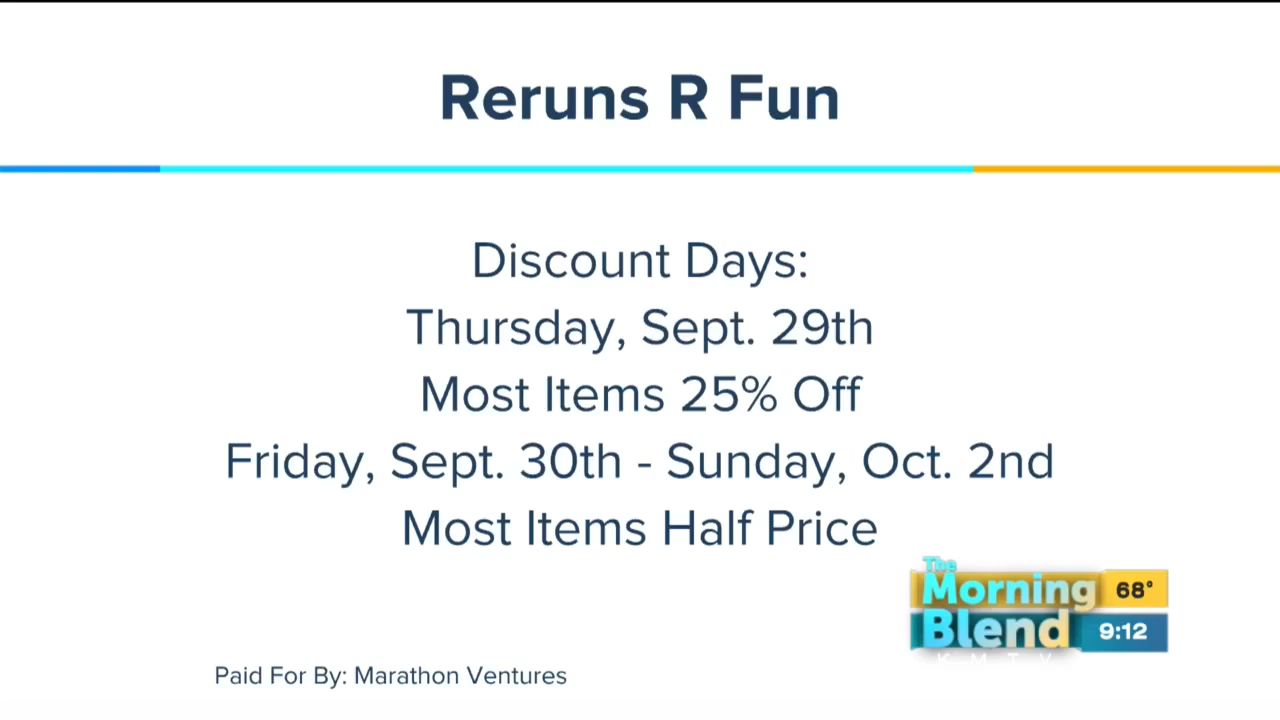 Reruns R Fun
Discount Days:
Thursday, Sept. 29th
Most Items 25% Off
Friday, Sept. 30th - Sunday, Oct. 2nd
Most Items Half Price
The
Morning
Blend
68°
9:12
KMTV
Paid For By: Marathon Ventures